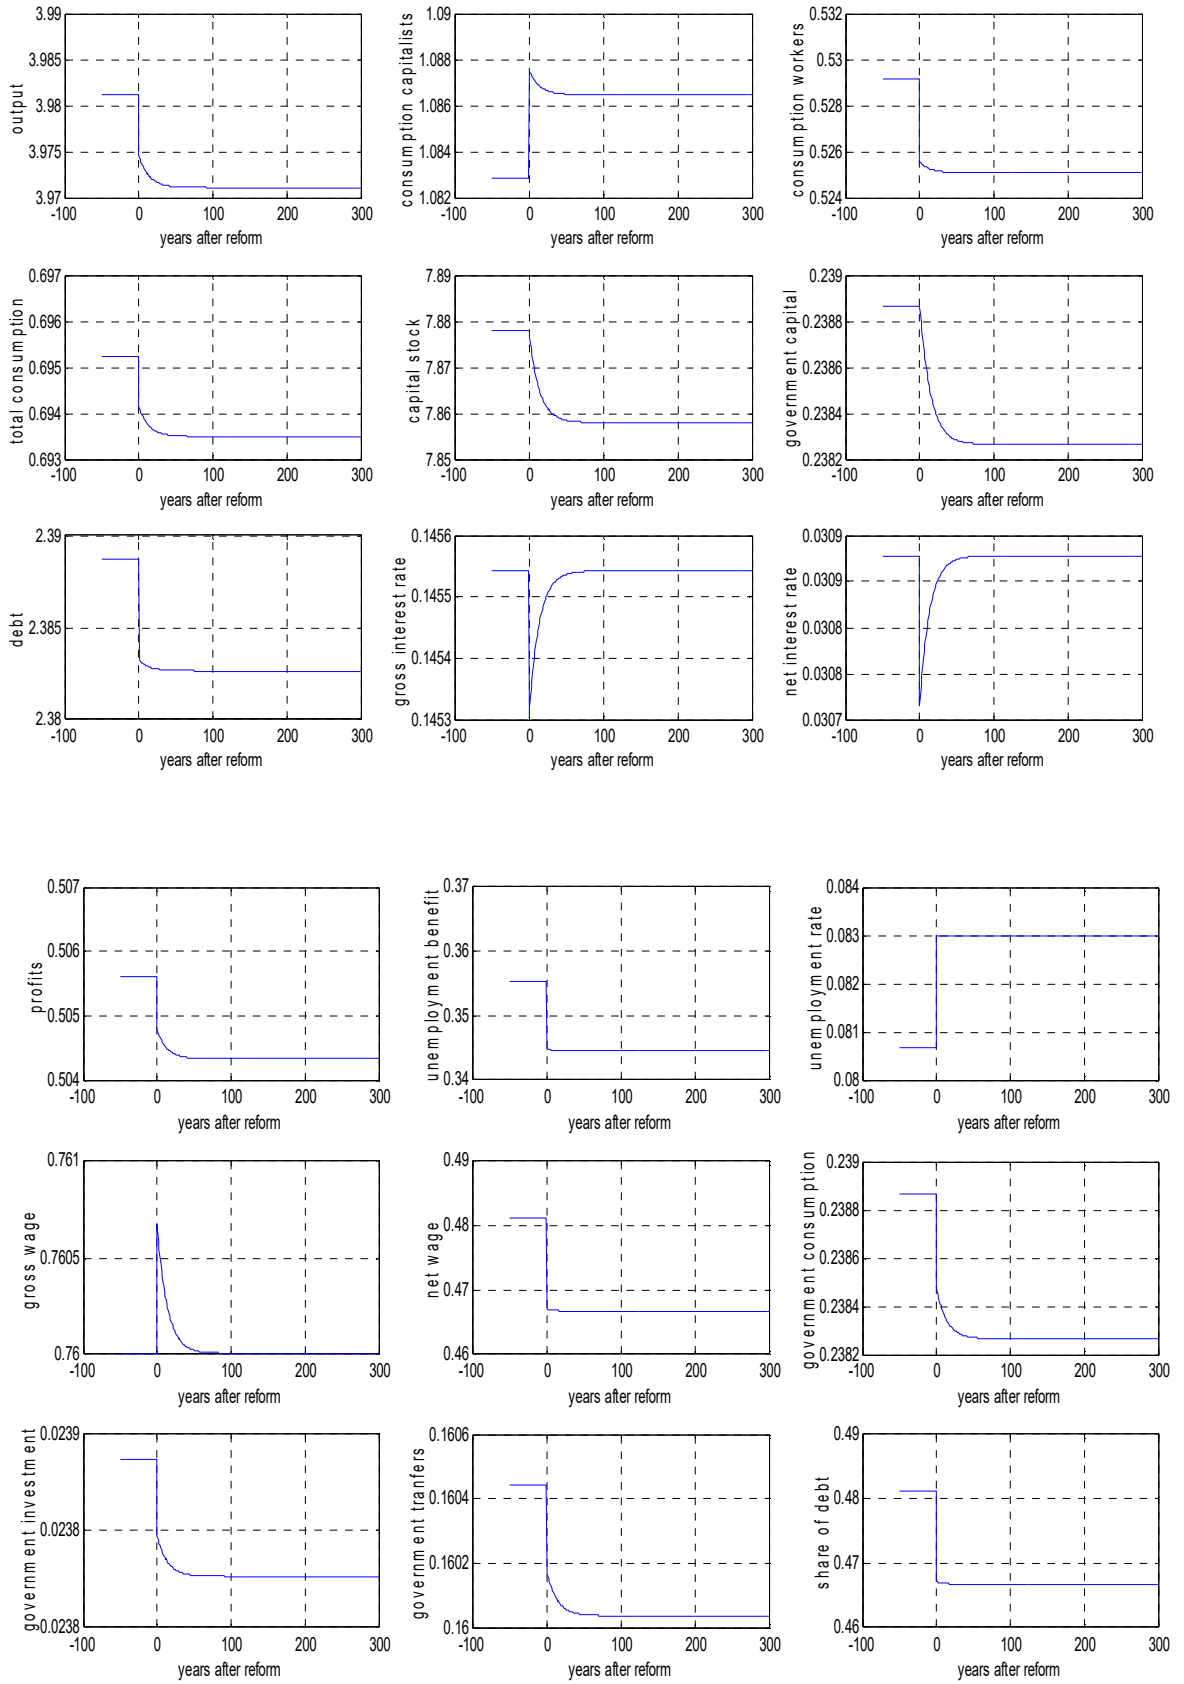 3.99
3.985
3.98
3.975
3.97
output
-100 0 100 200 300
years after reform
1.09
1.088
1.086
1.084
1.082
consumption capitalists
-100 0 100 200 300
years after reform
0.532
0.53
0.528
0.526
0.524
consumption workers
-100 0 100 200 300
years after reform
0.697
0.696
0.695
0.694
0.693
total consumption
-100 0 100 200 300
years after reform
7.89
7.88
7.87
7.86
7.85
capital stock
-100 0 100 200 300
years after reform
0.239
0.2388
0.2386
0.2384
0.2382
government capital
-100 0 100 200 300
years after reform
2.39
2.385
2.38
debt
-100 0 100 200 300
years after reform
0.1456
0.1455
0.1454
0.1453
gross interest rate
-100 0 100 200 300
years after reform
0.0309
0.0309
0.0308
0.0308
0.0307
net interest rate
-100 0 100 200 300
years after reform
0.507
0.506
0.505
0.504
profits
-100 0 100 200 300
years after reform
0.37
0.36
0.35
0.34
unemployment benefit
-100 0 100 200 300
years after reform
0.084
0.083
0.082
0.081
0.08
unemployment rate
-100 0 100 200 300
years after reform
0.761
0.7605
0.76
gross wage
-100 0 100 200 300
years after reform
0.49
0.48
0.47
0.46
net wage
-100 0 100 200 300
years after reform
0.239
0.2388
0.2386
0.2384
0.2382
government consumption
-100 0 100 200 300
years after reform
0.0239
0.0238
0.0238
government investment
-100 0 100 200 300
years after reform
0.1606
0.1604
0.1602
0.16
government tranfers
-100 0 100 200 300
years after reform
0.49
0.48
0.47
0.46
share of debt
-100 0 100 200 300
years after reform